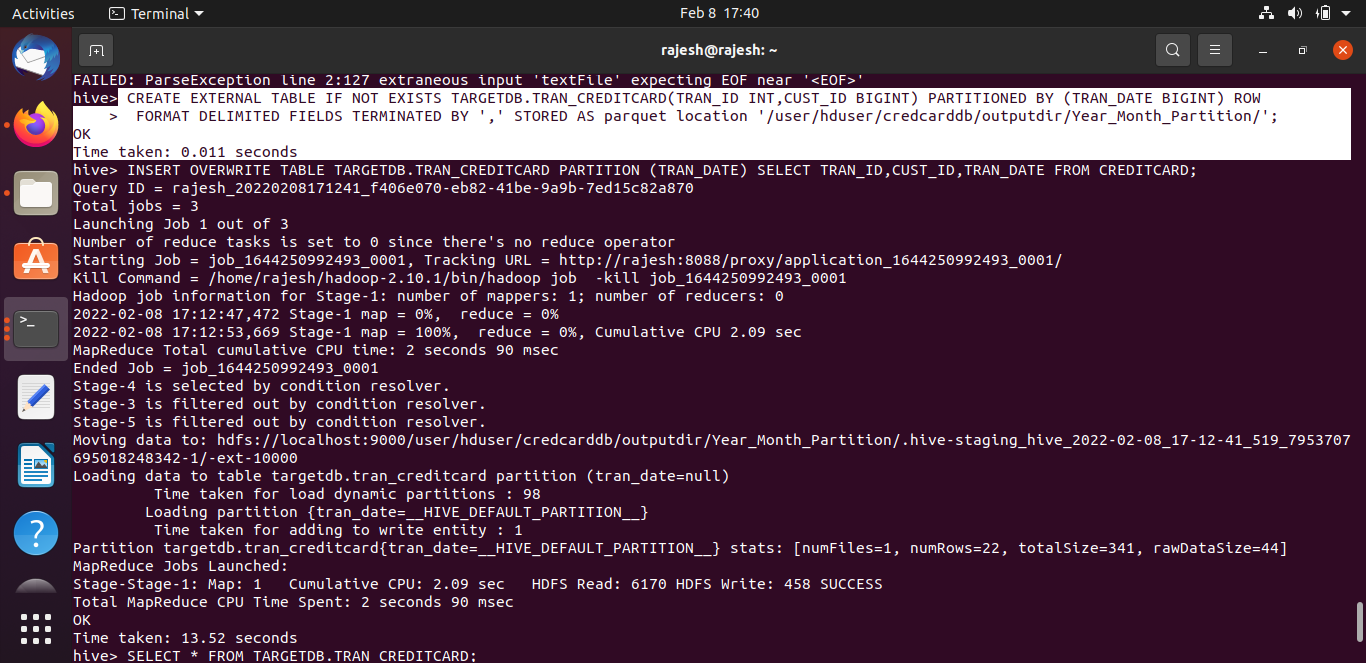 Activities
Terminal
Feb 8 17:40
rajesh@rajesh: ~
FAILED: ParseException line 2:127 extraneous input 'textFile' expecting EOF near '<EOF>'
hive> CREATE EXTERNAL TABLE IF NOT EXISTS TARGETDB.TRAN_CREDITCARD(TRAN_ID INT,CUST_ID BIGINT) PARTITIONED BY (TRAN_DATE BIGINT) ROW
    >  FORMAT DELIMITED FIELDS TERMINATED BY ',' STORED AS parquet location '/user/hduser/credcarddb/outputdir/Year_Month_Partition/';
OK
Time taken: 0.011 seconds
hive> INSERT OVERWRITE TABLE TARGETDB.TRAN_CREDITCARD PARTITION (TRAN_DATE) SELECT TRAN_ID,CUST_ID,TRAN_DATE FROM CREDITCARD;
Query ID = rajesh_20220208171241_f406e070-eb82-41be-9a9b-7ed15c82a870
Total jobs = 3
Launching Job 1 out of 3
Number of reduce tasks is set to 0 since there's no reduce operator
Starting Job = job_1644250992493_0001, Tracking URL = http://rajesh:8088/proxy/application_1644250992493_0001/
Kill Command = /home/rajesh/hadoop-2.10.1/bin/hadoop job  -kill job_1644250992493_0001
Hadoop job information for Stage-1: number of mappers: 1; number of reducers: 0
2022-02-08 17:12:47,472 Stage-1 map = 0%,  reduce = 0%
2022-02-08 17:12:53,669 Stage-1 map = 100%,  reduce = 0%, Cumulative CPU 2.09 sec
MapReduce Total cumulative CPU time: 2 seconds 90 msec
Ended Job = job_1644250992493_0001
Stage-4 is selected by condition resolver.
Stage-3 is filtered out by condition resolver.
Stage-5 is filtered out by condition resolver.
Moving data to: hdfs://localhost:9000/user/hduser/credcarddb/outputdir/Year_Month_Partition/.hive-staging_hive_2022-02-08_17-12-41_519_7953707
695018248342-1/-ext-10000
Loading data to table targetdb.tran_creditcard partition (tran_date=null)
         Time taken for load dynamic partitions : 98
        Loading partition {tran_date=__HIVE_DEFAULT_PARTITION__}
         Time taken for adding to write entity : 1
Partition targetdb.tran_creditcard{tran_date=__HIVE_DEFAULT_PARTITION__} stats: [numFiles=1, numRows=22, totalSize=341, rawDataSize=44]
MapReduce Jobs Launched:
Stage-Stage-1: Map: 1   Cumulative CPU: 2.09 sec   HDFS Read: 6170 HDFS Write: 458 SUCCESS
Total MapReduce CPU Time Spent: 2 seconds 90 msec
OK
Time taken: 13.52 seconds
hive> SELECT * FROM TARGETDB.TRAN_CREDITCARD;